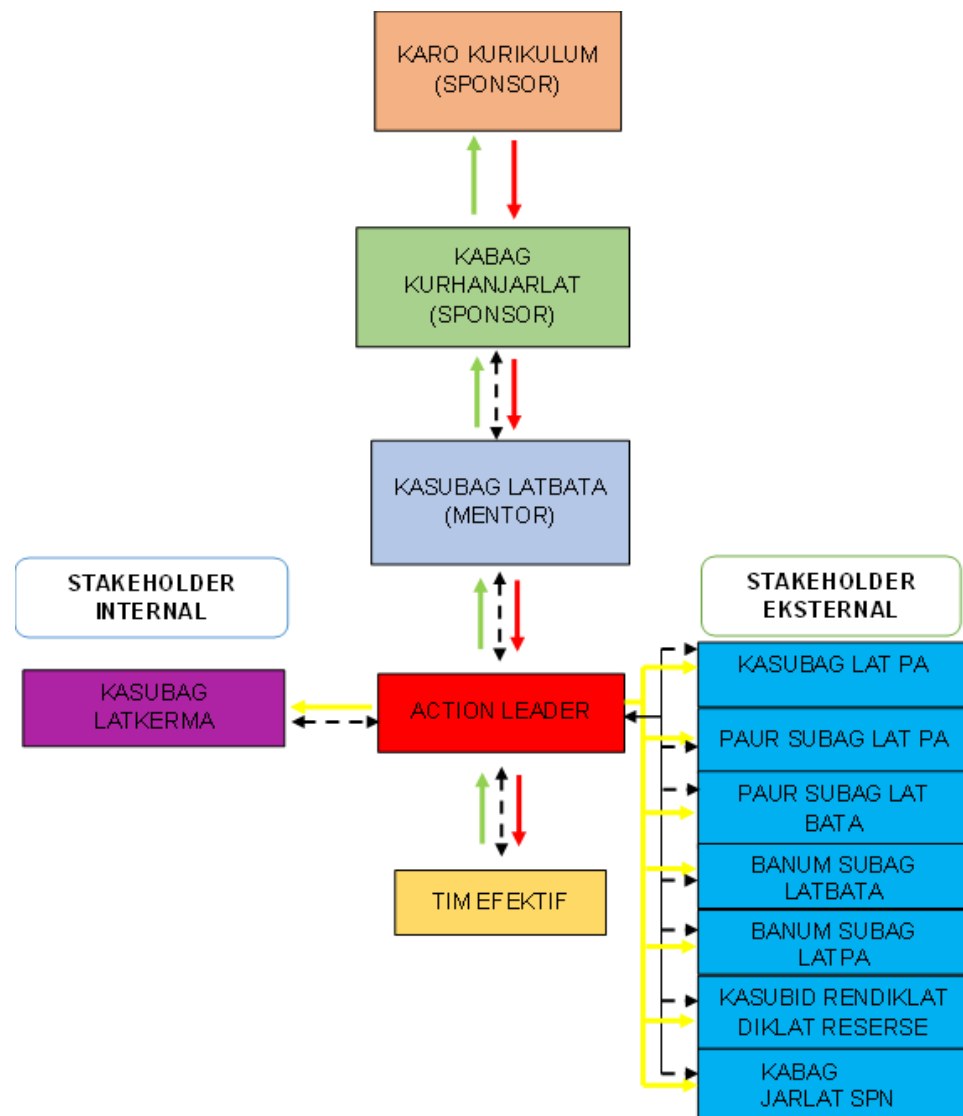 KARO KURIKULUM
(SPONSOR)
KABAG
KURHANJARLAT
(SPONSOR)
KASUBAG LATBATA
(MENTOR)
STAKEHOLDER
INTERNAL
STAKEHOLDER
EKSTERNAL
KASUBAG
LATKERMA
ACTION LEADER
TIM EFEKTIF
KASUBAG LAT PA
PAUR SUBAG LAT PA
PAUR SUBAG LAT
BATA
BANUM SUBAG
LATBATA
BANUM SUBAG
LATPA
KASUBID RENDIKLAT
DIKLAT RESERSE
KABAG
JARLAT SPN